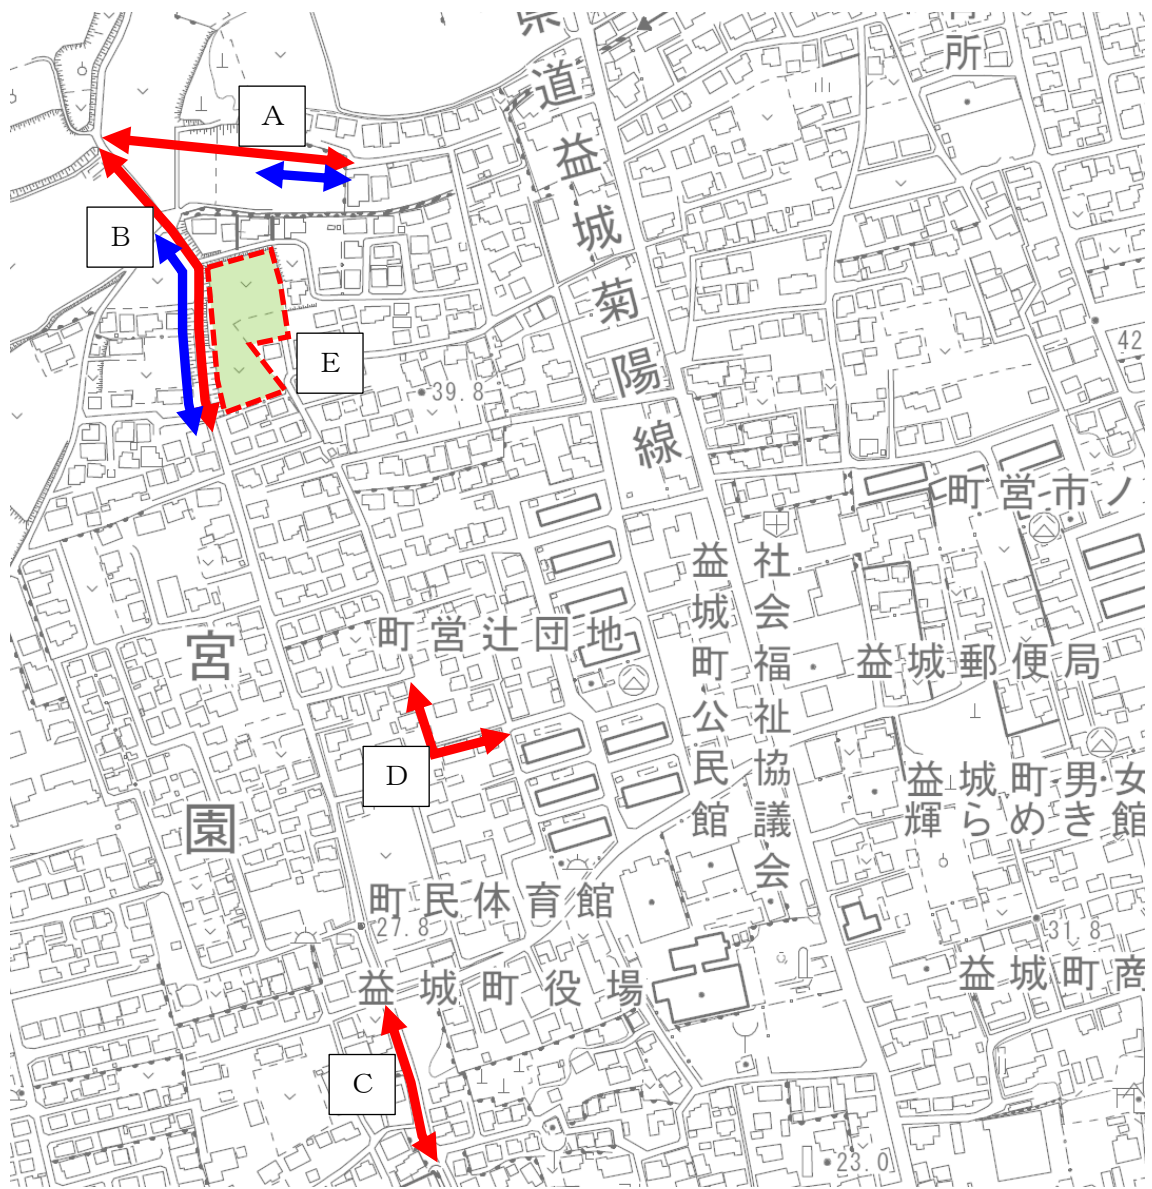 県道益城菊陽線
所
A
B
E
42
39.8
町営市ノ
益城町公民館
社会福祉協議会
町営辻団地
益城郵便局
宮園
D
益城町男女
輝らめき館
町民体育館
27.8
31.8
益城町役場
益城町商
C
23.0